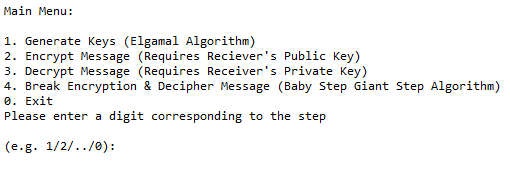 Main Menu:
1. Generate Keys (Elgamal Algorithm)
2. Encrypt Message (Requires Reciever's Public Key)
3. Decrypt Message (Requires Receiver's Private Key)
4. Break Encryption & Decipher Message (Baby Step Giant Step Algorithm)
0. Exit
Please enter a digit corresponding to the step
(e.g. 1/2/../0):